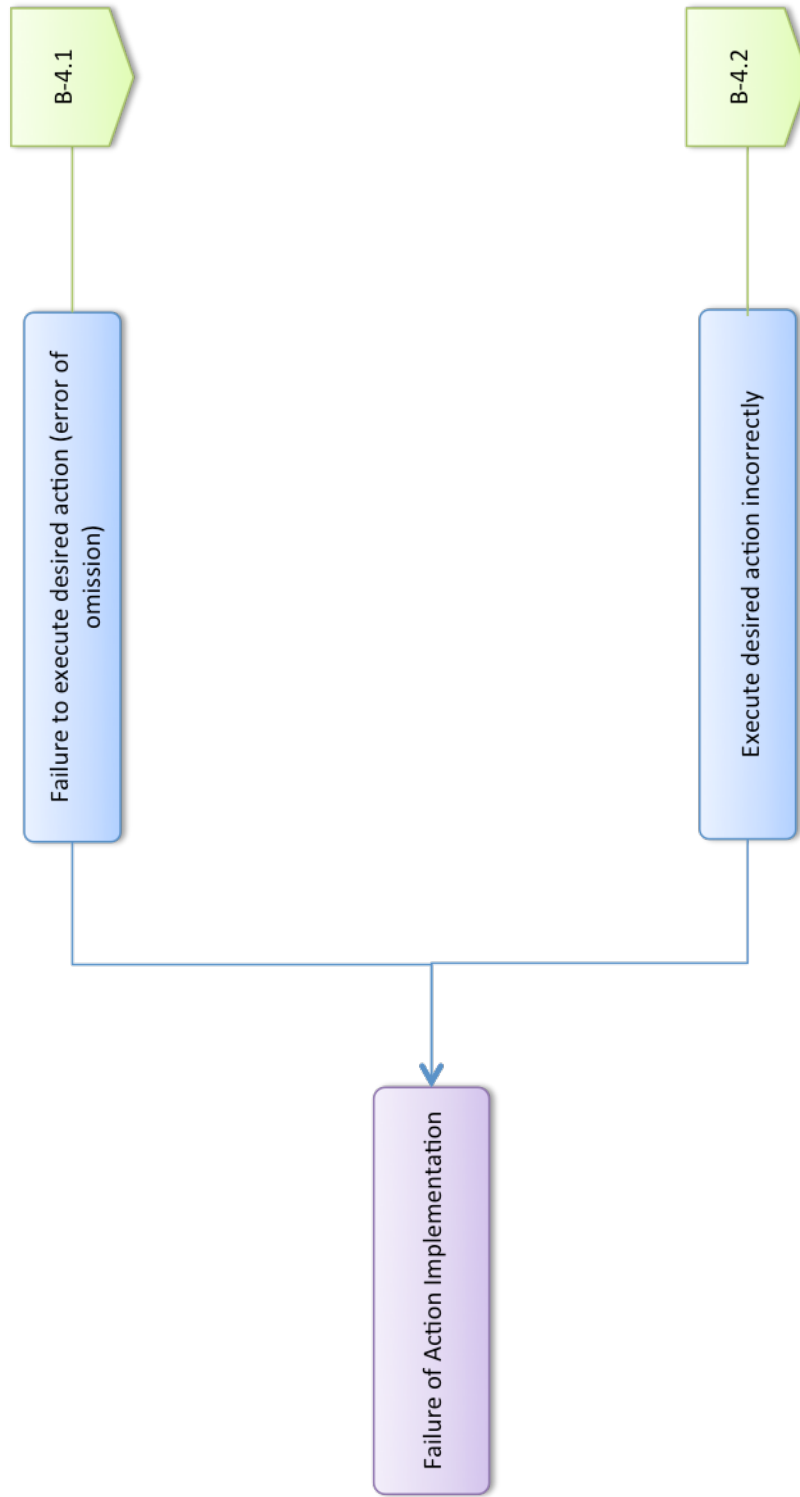 Failure of Action Implementation
Failure to execute desired action (error of
omission)
B-4.1
Execute desired action incorrectly
B-4.2